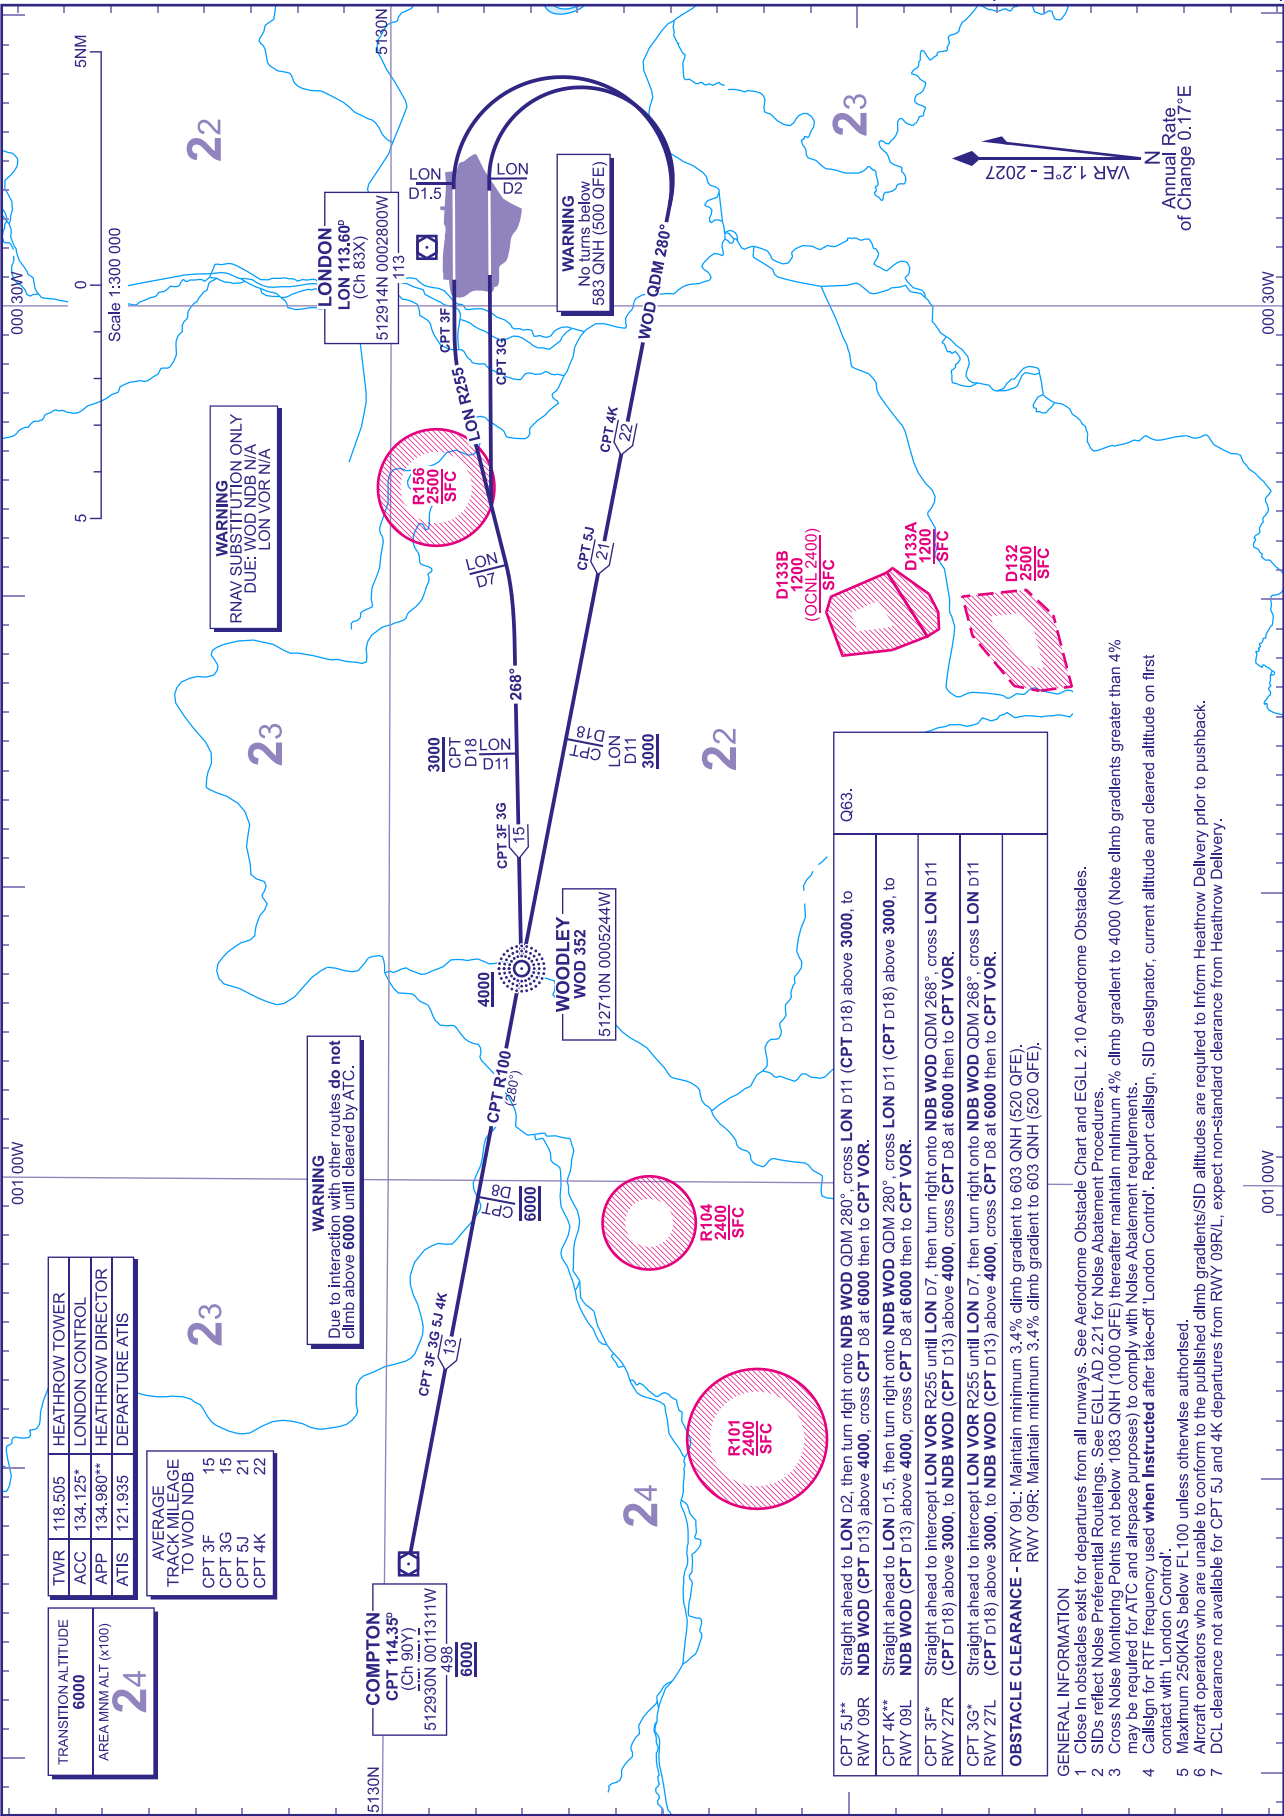 TRANSITION ALTITUDE
6000
AREA MNM ALT (x100)
24
TWR 118.505 HEATHROW TOWER
ACC 134.125* LONDON CONTROL
APP 134.980** HEATHROW DIRECTOR
ATIS 121.935 DEPARTURE ATIS
AVERAGE
TRACK MILEAGE
TO WOD NDB
CPT 3F 15
CPT 3G 15
CPT 5J 21
CPT 4K 22
001 00W
000 30W
5 0 5NM
Scale 1:300 000
23
23
22
WARNING
RNAV SUBSTITUTION ONLY
DUE: WOD NDB N/A
LON VOR N/A
WARNING
Due to interaction with other routes do not
climb above 6000 until cleared by ATC.
LONDON
LON 113.60ᴰ
(Ch 83X)
512914N 0002800W
113
5130N
5130N
COMPTON
CPT 114.35ᴰ
(Ch 90Y)
512930N 0011311W
498
6000
CPT 3F 3G 5J 4K
13
CPT
D8
6000
CPT R100
(280°)
4000
WOODLEY
WOD 352
512710N 0005244W
CPT 3F 3G
15
3000
CPT
D18
LON
D11
268°
LON
D7
R156
2500
SFC
LON R255
CPT 3F
CPT 3G
LON
D1.5
LON
D2
WARNING
No turns below
583 QNH (500 QFE)
WOD QDM 280°
CPT 4K
22
CPT 5J
21
CPT
D18
LON
D11
3000
R104
2400
SFC
R101
2400
SFC
24
22
23
D133B
1200
(OCNL 2400)
SFC
D133A
1200
SFC
D132
2500
SFC
VAR 1.2°E - 2027
N
Annual Rate
of Change 0.17°E
CPT 5J** Straight ahead to LON D2, then turn right onto NDB WOD QDM 280°, cross LON D11 (CPT D18) above 3000, to Q63.
RWY 09R NDB WOD (CPT D13) above 4000, cross CPT D8 at 6000 then to CPT VOR.
CPT 4K** Straight ahead to LON D1.5, then turn right onto NDB WOD QDM 280°, cross LON D11 (CPT D18) above 3000, to
RWY 09L NDB WOD (CPT D13) above 4000, cross CPT D8 at 6000 then to CPT VOR.
CPT 3F* Straight ahead to intercept LON VOR R255 until LON D7, then turn right onto NDB WOD QDM 268°, cross LON D11
RWY 27R (CPT D18) above 3000, to NDB WOD (CPT D13) above 4000, cross CPT D8 at 6000 then to CPT VOR.
CPT 3G* Straight ahead to intercept LON VOR R255 until LON D7, then turn right onto NDB WOD QDM 268°, cross LON D11
RWY 27L (CPT D18) above 3000, to NDB WOD (CPT D13) above 4000, cross CPT D8 at 6000 then to CPT VOR.
OBSTACLE CLEARANCE - RWY 09L: Maintain minimum 3.4% climb gradient to 603 QNH (520 QFE).
RWY 09R: Maintain minimum 3.4% climb gradient to 603 QNH (520 QFE).
GENERAL INFORMATION
1 Close in obstacles exist for departures from all runways. See Aerodrome Obstacle Chart and EGLL 2.10 Aerodrome Obstacles.
2 SIDs reflect Noise Preferential Routeings. See EGLL AD 2.21 for Noise Abatement Procedures.
3 Cross Noise Monitoring Points not below 1083 QNH (1000 QFE) thereafter maintain minimum 4% climb gradient to 4000 (Note climb gradients greater than 4%
may be required for ATC and airspace purposes) to comply with Noise Abatement requirements.
4 Callsign for RTF frequency used when instructed after take-off 'London Control'. Report callsign, SID designator, current altitude and cleared altitude on first
contact with 'London Control'.
5 Maximum 250KIAS below FL100 unless otherwise authorised.
6 Aircraft operators who are unable to conform to the published climb gradients/SID altitudes are required to inform Heathrow Delivery prior to pushback.
7 DCL clearance not available for CPT 5J and 4K departures from RWY 09R/L, expect non-standard clearance from Heathrow Delivery.
001 00W
000 30W